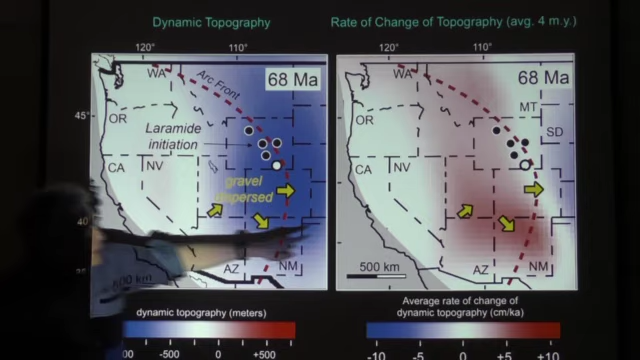 Dynamic Topography
Rate of Change of Topography (avg. 4 m.y.)
120°
110°
120°
110°
WA
Arc Front
68 Ma
WA
68 Ma
45°
OR
Laramide
initiation
OR
MT
SD
CA
NV
gravel
dispersed
CA
NV
40
AZ
NM
500 km
500 km
AZ
NM
dynamic topography (meters)
-500
0
+500
Average rate of change of
dynamic topography (cm/ka)
-10
-5
0
+5
+10